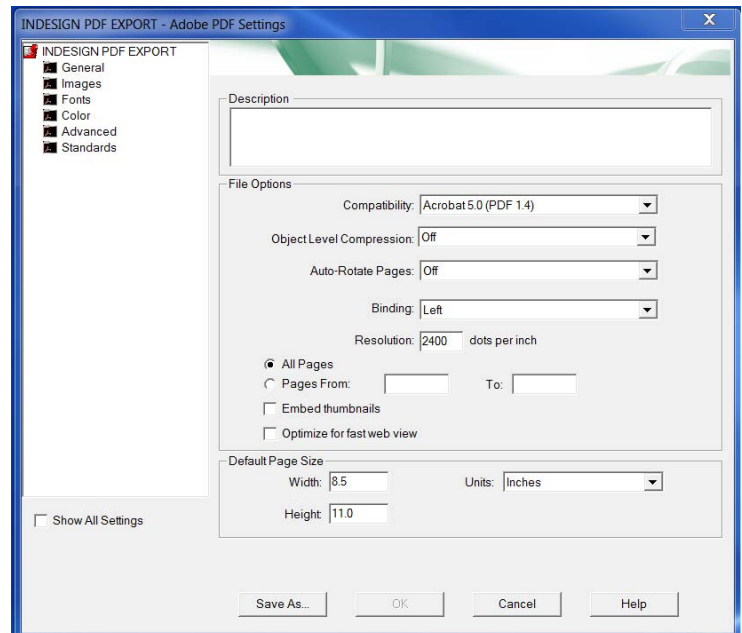 INDESIGN PDF EXPORT - Adobe PDF Settings
X
INDESIGN PDF EXPORT
General
Images
Fonts
Color
Advanced
Standards
Show All Settings
Description
File Options
Compatibility: Acrobat 5.0 (PDF 1.4)
Object Level Compression: Off
Auto-Rotate Pages: Off
Binding: Left
Resolution: 2400 dots per inch
All Pages
Pages From: To:
Embed thumbnails
Optimize for fast web view
Default Page Size
Width: 8.5 Units: Inches
Height: 11.0
Save As... OK Cancel Help